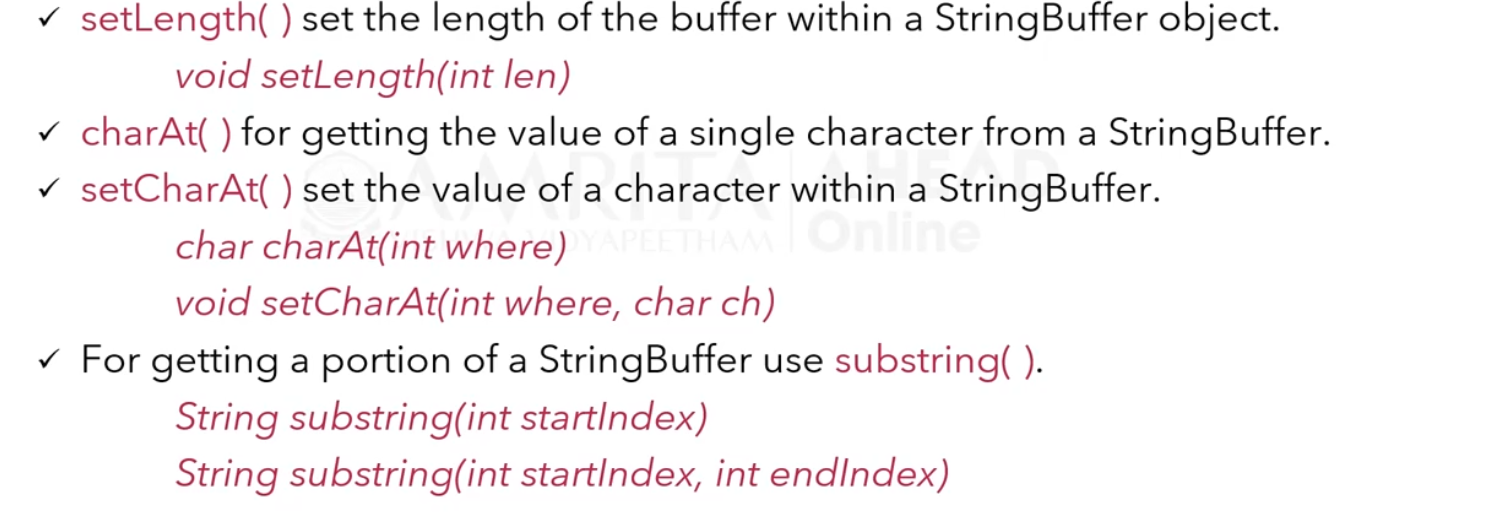 ✓ setLength( ) set the length of the buffer within a StringBuffer object.
void setLength(int len)
✓ charAt( ) for getting the value of a single character from a StringBuffer.
✓ setCharAt( ) set the value of a character within a StringBuffer.
char charAt(int where)
void setCharAt(int where, char ch)
✓ For getting a portion of a StringBuffer use substring( ).
String substring(int startIndex)
String substring(int startIndex, int endIndex)
AMRITA
VISHWA VIDYAPEETHAM
AHEAD
Online